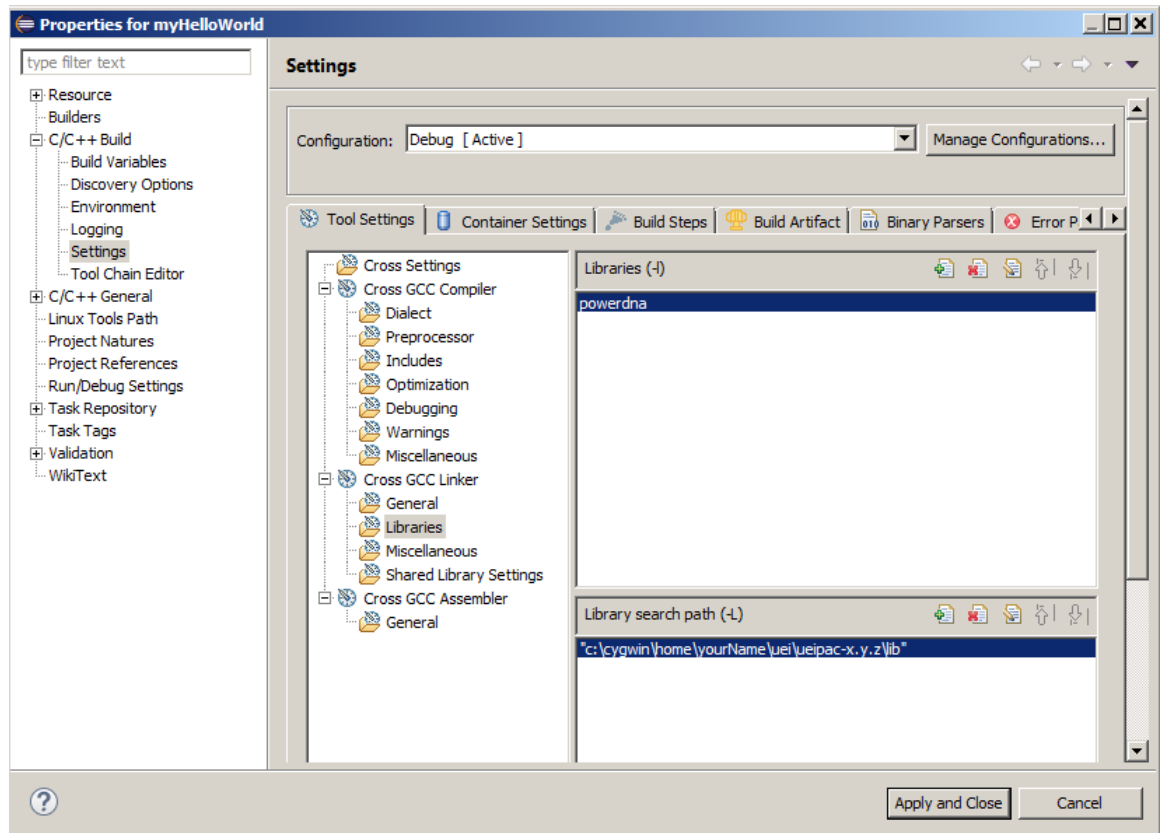 Properties for myHelloWorld
type filter text
Resource
Builders
C/C++ Build
Build Variables
Discovery Options
Environment
Logging
Settings
Tool Chain Editor
C/C++ General
Linux Tools Path
Project Natures
Project References
Run/Debug Settings
Task Repository
Task Tags
Validation
WikiText
Settings
Configuration: Debug [ Active ] Manage Configurations...
Tool Settings Container Settings Build Steps Build Artifact Binary Parsers Error P
Cross Settings
Cross GCC Compiler
Dialect
Preprocessor
Includes
Optimization
Debugging
Warnings
Miscellaneous
Cross GCC Linker
General
Libraries
Miscellaneous
Shared Library Settings
Cross GCC Assembler
General
Libraries (-l)
powerdna
Library search path (-L)
"c:\cygwin\home\yourName\uei\ueipac-x.y.z\lib"
Apply and Close Cancel